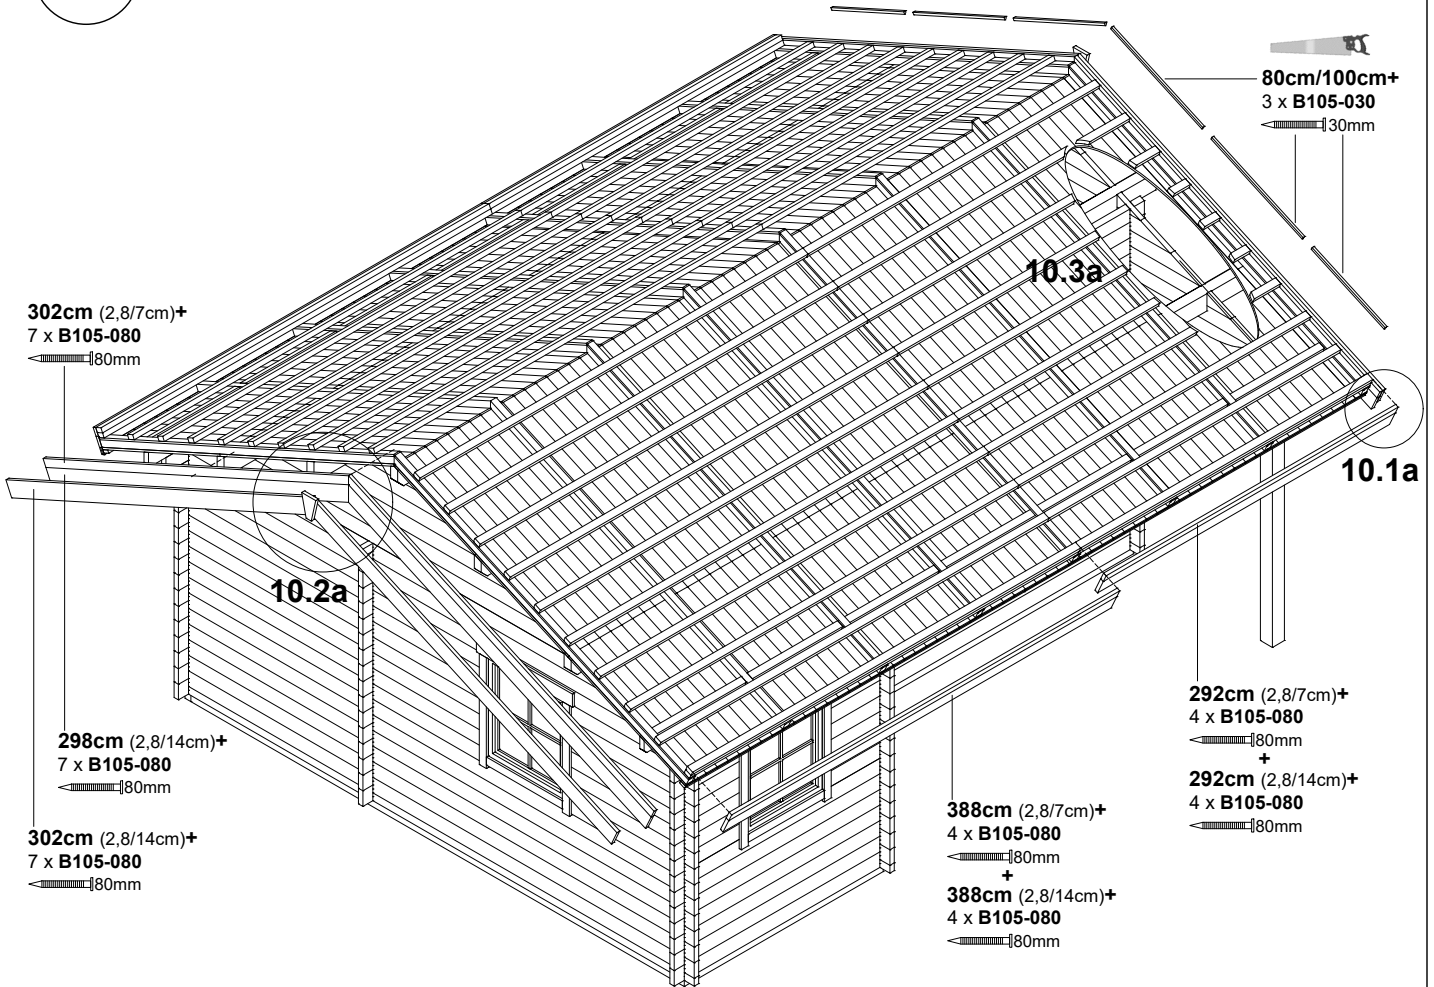 80cm/100cm+
3 x B105-030
30mm
10.3a
302cm (2,8/7cm)+
7 x B105-080
80mm
10.1a
10.2a
298cm (2,8/14cm)+
7 x B105-080
80mm
302cm (2,8/14cm)+
7 x B105-080
80mm
292cm (2,8/7cm)+
4 x B105-080
80mm
+
292cm (2,8/14cm)+
4 x B105-080
80mm
388cm (2,8/7cm)+
4 x B105-080
80mm
+
388cm (2,8/14cm)+
4 x B105-080
80mm